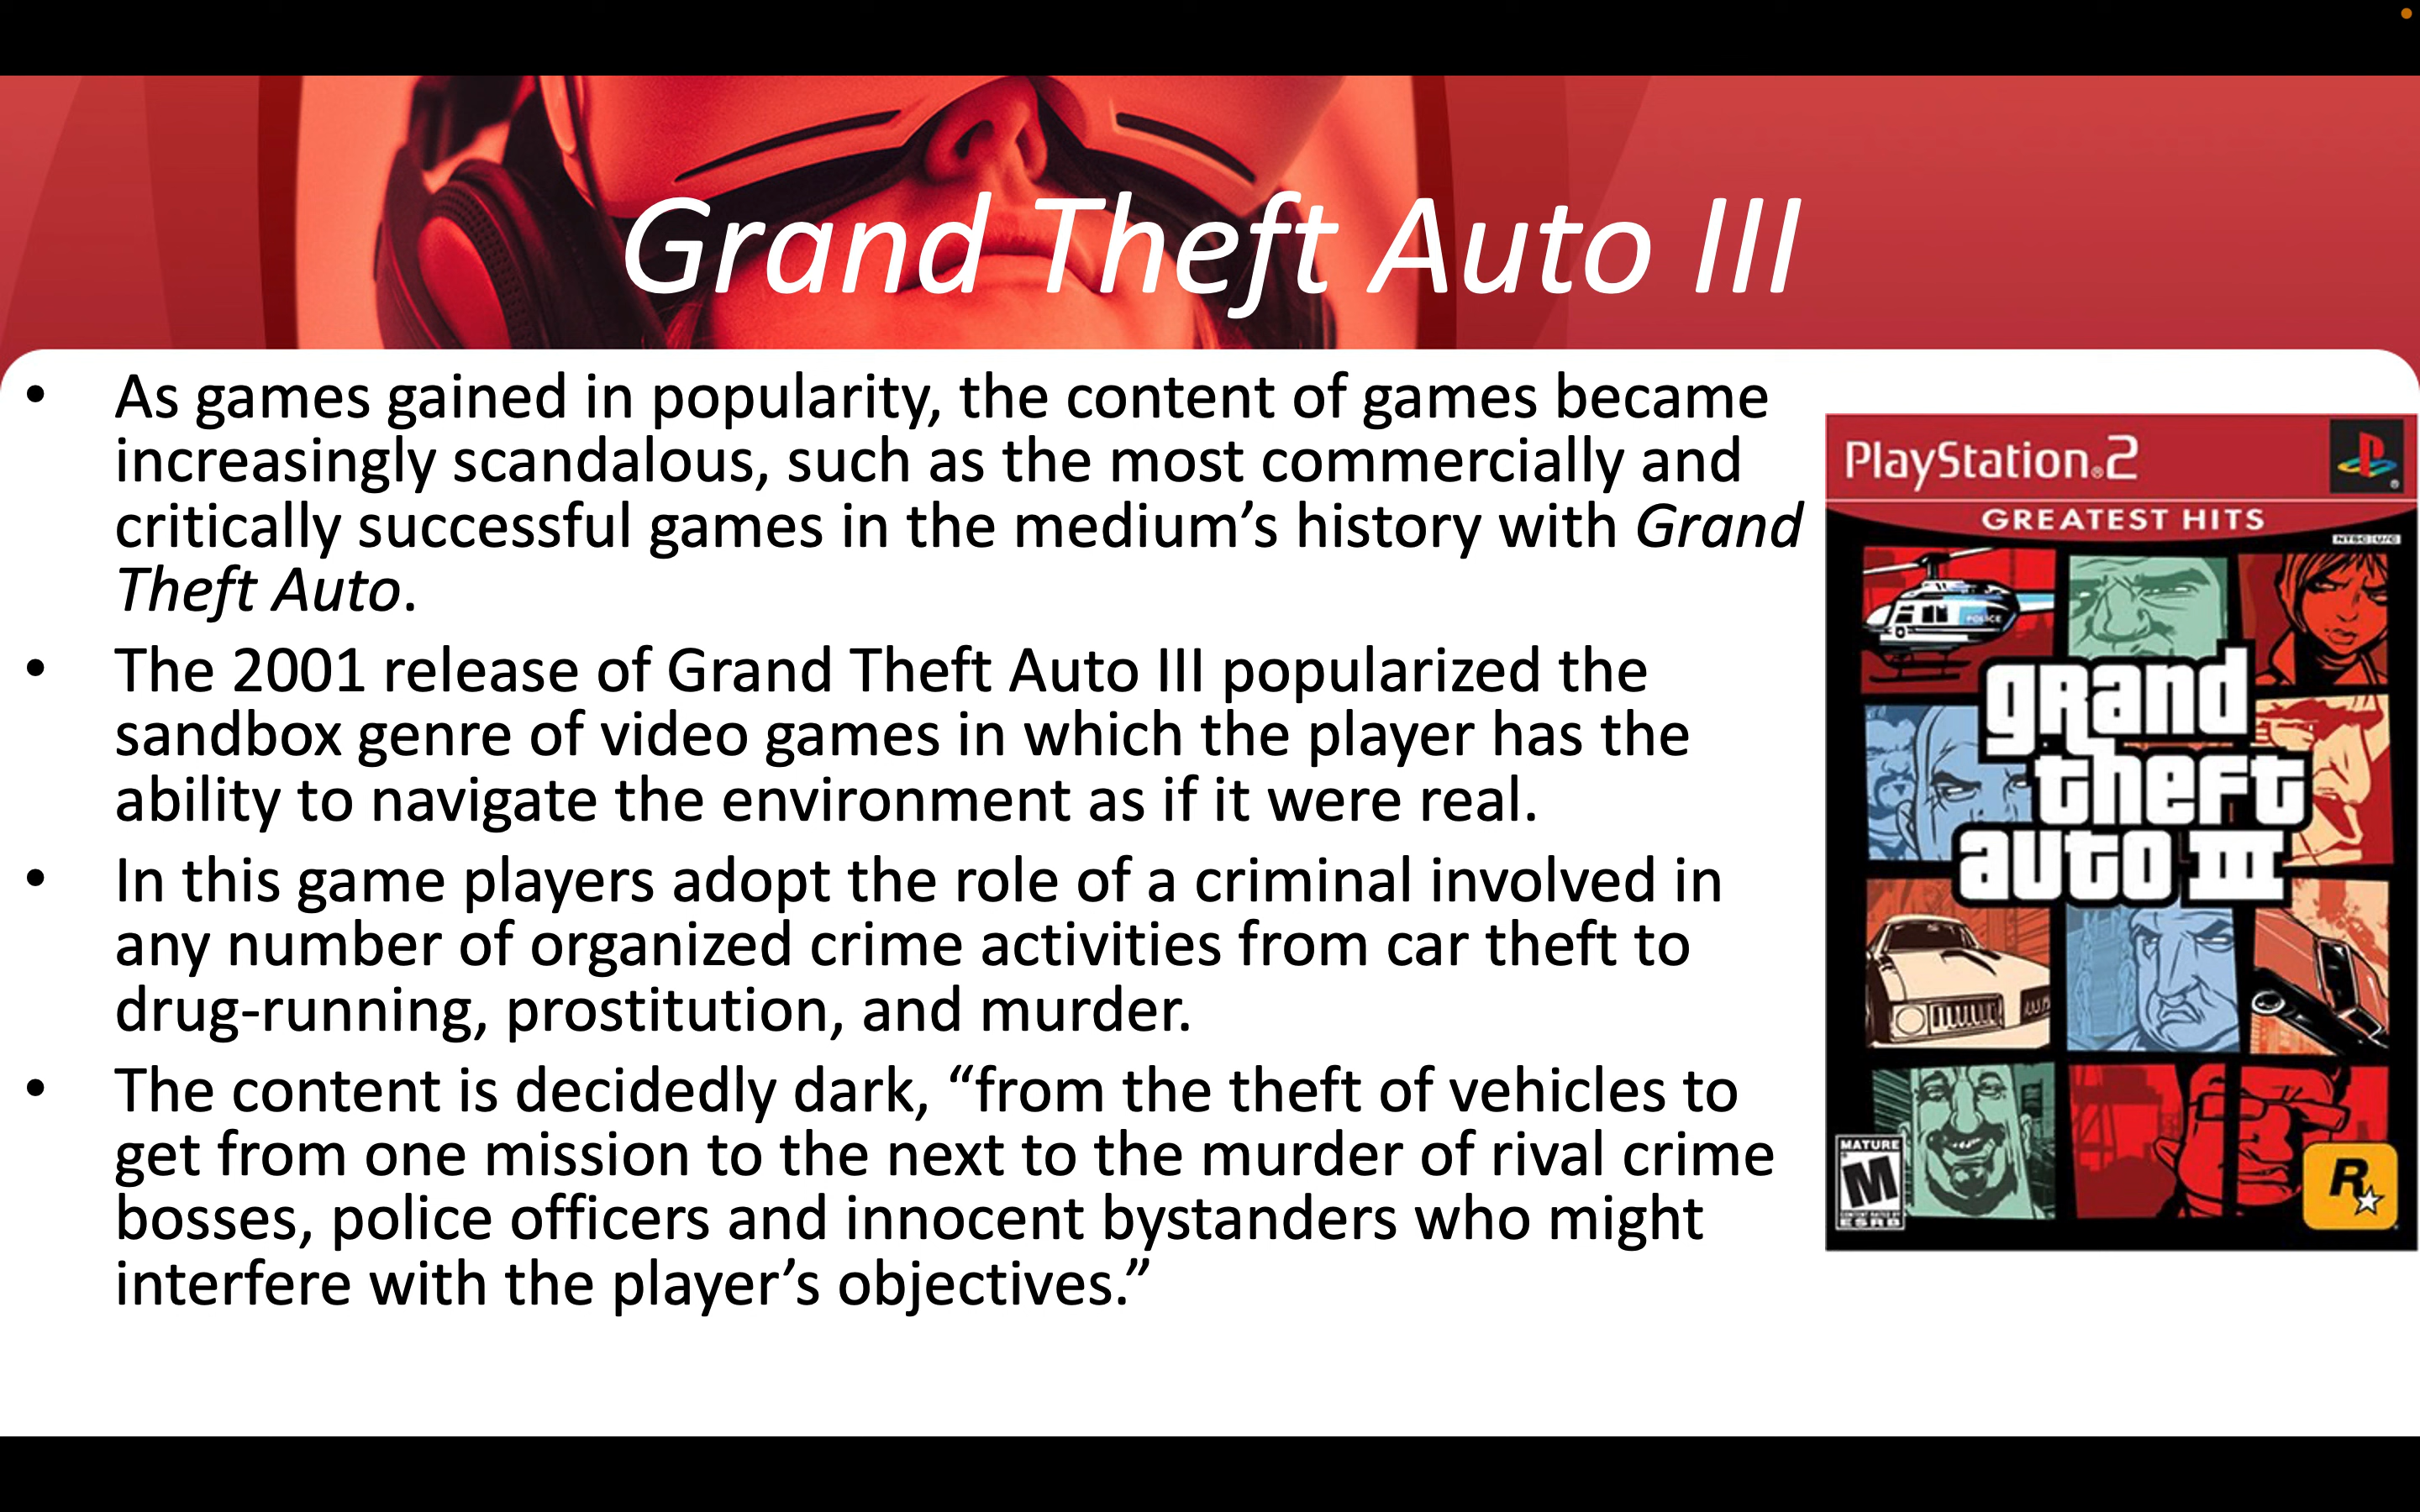 Grand Theft Auto III
• As games gained in popularity, the content of games became
increasingly scandalous, such as the most commercially and
critically successful games in the medium’s history with Grand
Theft Auto.
• The 2001 release of Grand Theft Auto III popularized the
sandbox genre of video games in which the player has the
ability to navigate the environment as if it were real.
• In this game players adopt the role of a criminal involved in
any number of organized crime activities from car theft to
drug-running, prostitution, and murder.
• The content is decidedly dark, “from the theft of vehicles to
get from one mission to the next to the murder of rival crime
bosses, police officers and innocent bystanders who might
interfere with the player’s objectives.”
PlayStation®2
GREATEST HITS
NTSC U/C
POLICE
grand
theft
auto III
MATURE
M
CONTENT RATED BY
ESRB
R